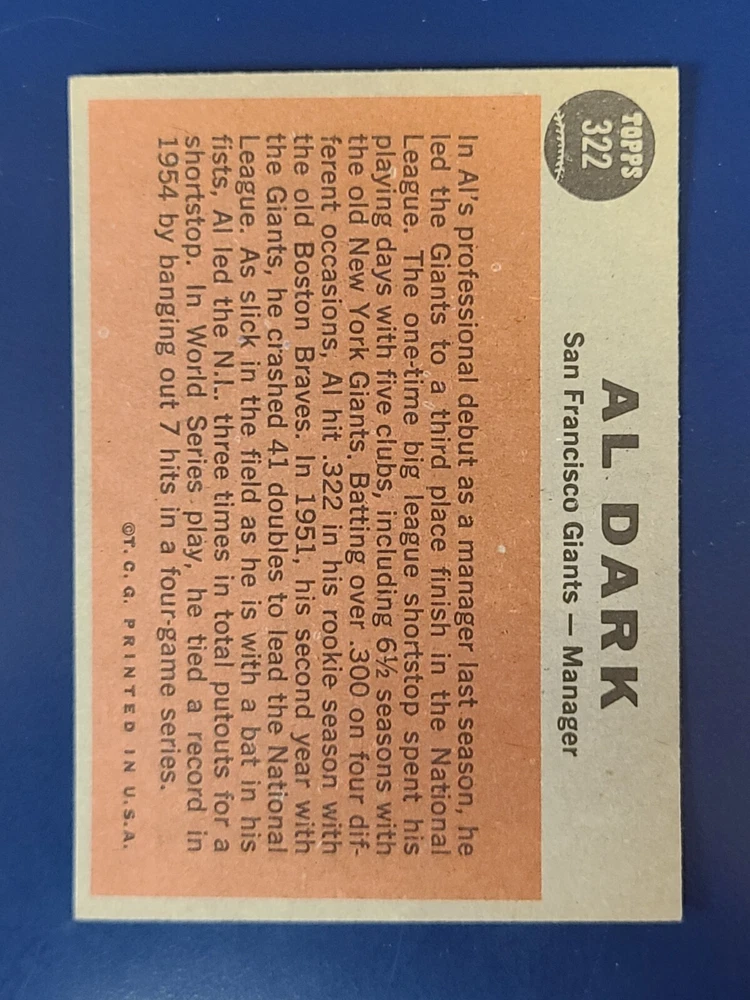 TOPPS
322
AL DARK
San Francisco Giants — Manager
In Al's professional debut as a manager last season, he
led the Giants to a third place finish in the National
League. The one-time big league shortstop spent his
playing days with five clubs, including 6½ seasons with
the old New York Giants. Batting over .300 on four dif-
ferent occasions, Al hit .322 in his rookie season with
the old Boston Braves. In 1951, his second year with
the Giants, he crashed 41 doubles to lead the National
League. As slick in the field as he is with a bat in his
fists, Al led the N.L. three times in total putouts for a
shortstop. In World Series play, he tied a record in
1954 by banging out 7 hits in a four-game series.
©T. C. G. PRINTED IN U.S.A.